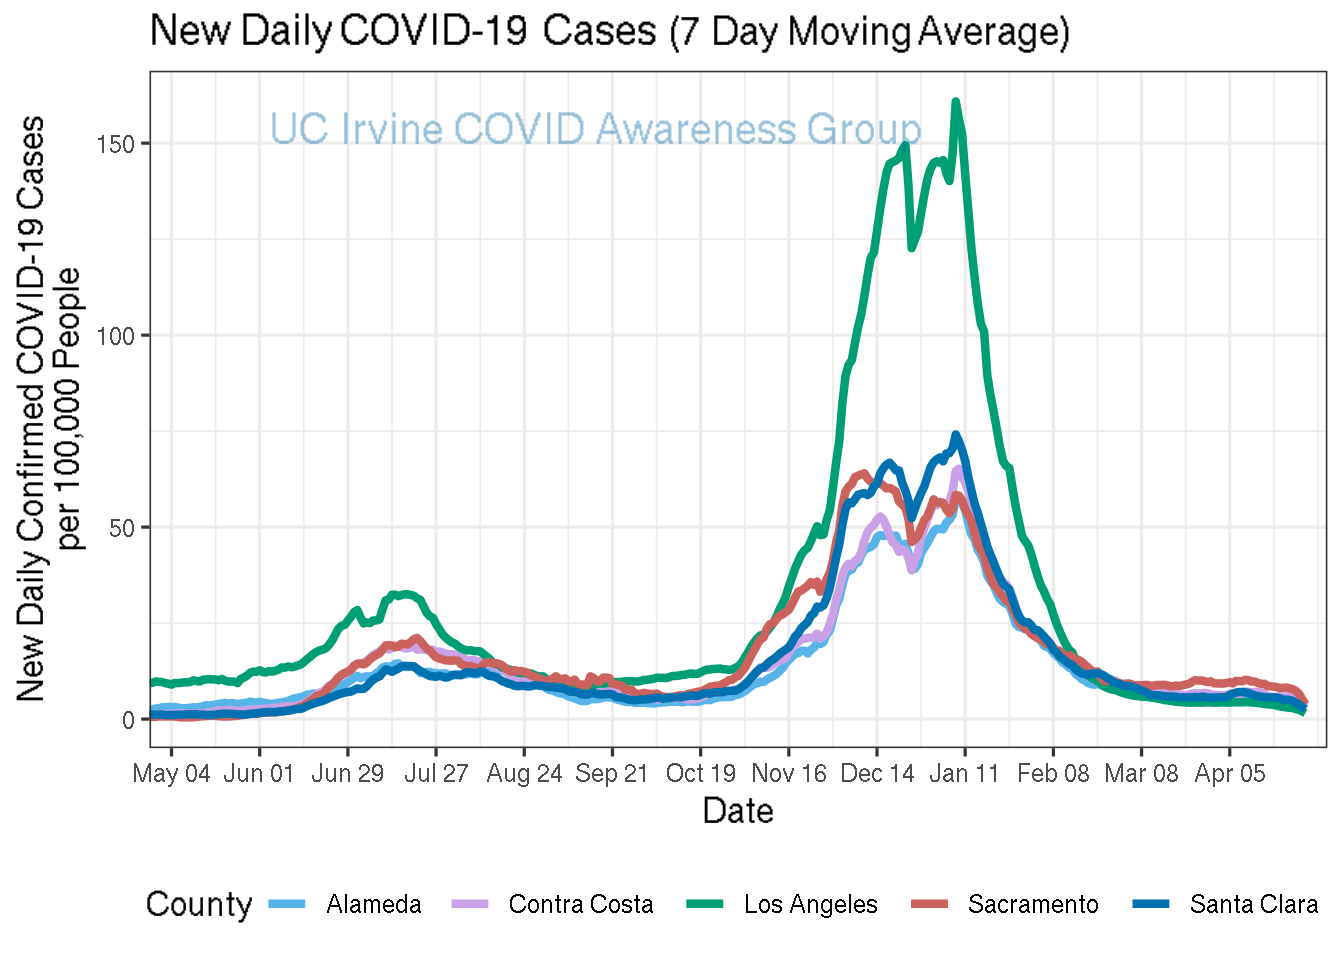 New Daily COVID-19 Cases (7 Day Moving Average)
UC Irvine COVID Awareness Group
New Daily Confirmed COVID-19 Cases
per 100,000 People
150
100
50
0
May 04 Jun 01 Jun 29 Jul 27 Aug 24 Sep 21 Oct 19 Nov 16 Dec 14 Jan 11 Feb 08 Mar 08 Apr 05
Date
County Alameda Contra Costa Los Angeles Sacramento Santa Clara